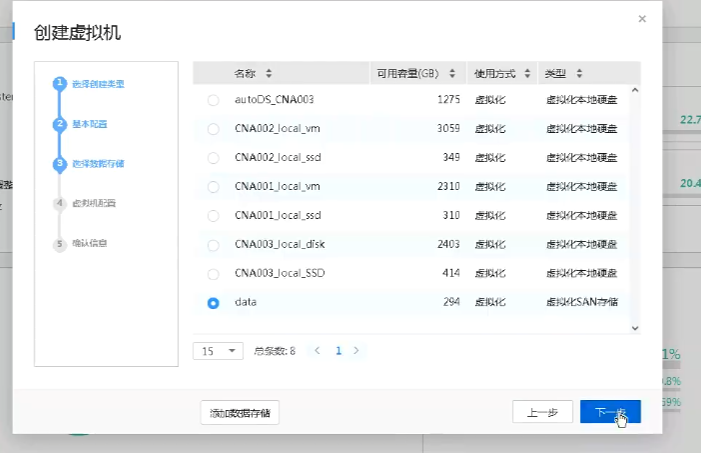 创建虚拟机
1 选择创建类型
2 基本配置
3 选择数据存储
4 虚拟机配置
5 确认信息
名称 可用容量(GB) 使用方式 类型
autoDS_CNA003 1275 虚拟化 虚拟化本地硬盘
CNA002_local_vm 3059 虚拟化 虚拟化本地硬盘
CNA002_local_ssd 349 虚拟化 虚拟化本地硬盘
CNA001_local_vm 2310 虚拟化 虚拟化本地硬盘
CNA001_local_ssd 310 虚拟化 虚拟化本地硬盘
CNA003_local_disk 2403 虚拟化 虚拟化本地硬盘
CNA003_local_SSD 414 虚拟化 虚拟化本地硬盘
data 294 虚拟化 虚拟化SAN存储
15 总条数: 8 1
添加数据存储 上一步 下一步
22.7
20.4
1%
0.8%
59%